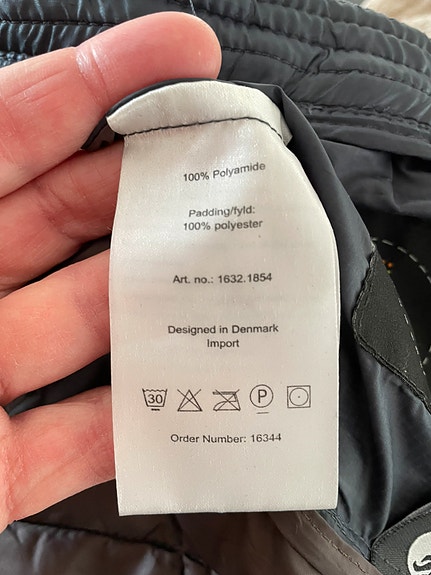 100% Polyamide
Padding/fyld:
100% polyester
Art. no.: 1632.1854
Designed in Denmark
Import
30 P
Order Number: 16344